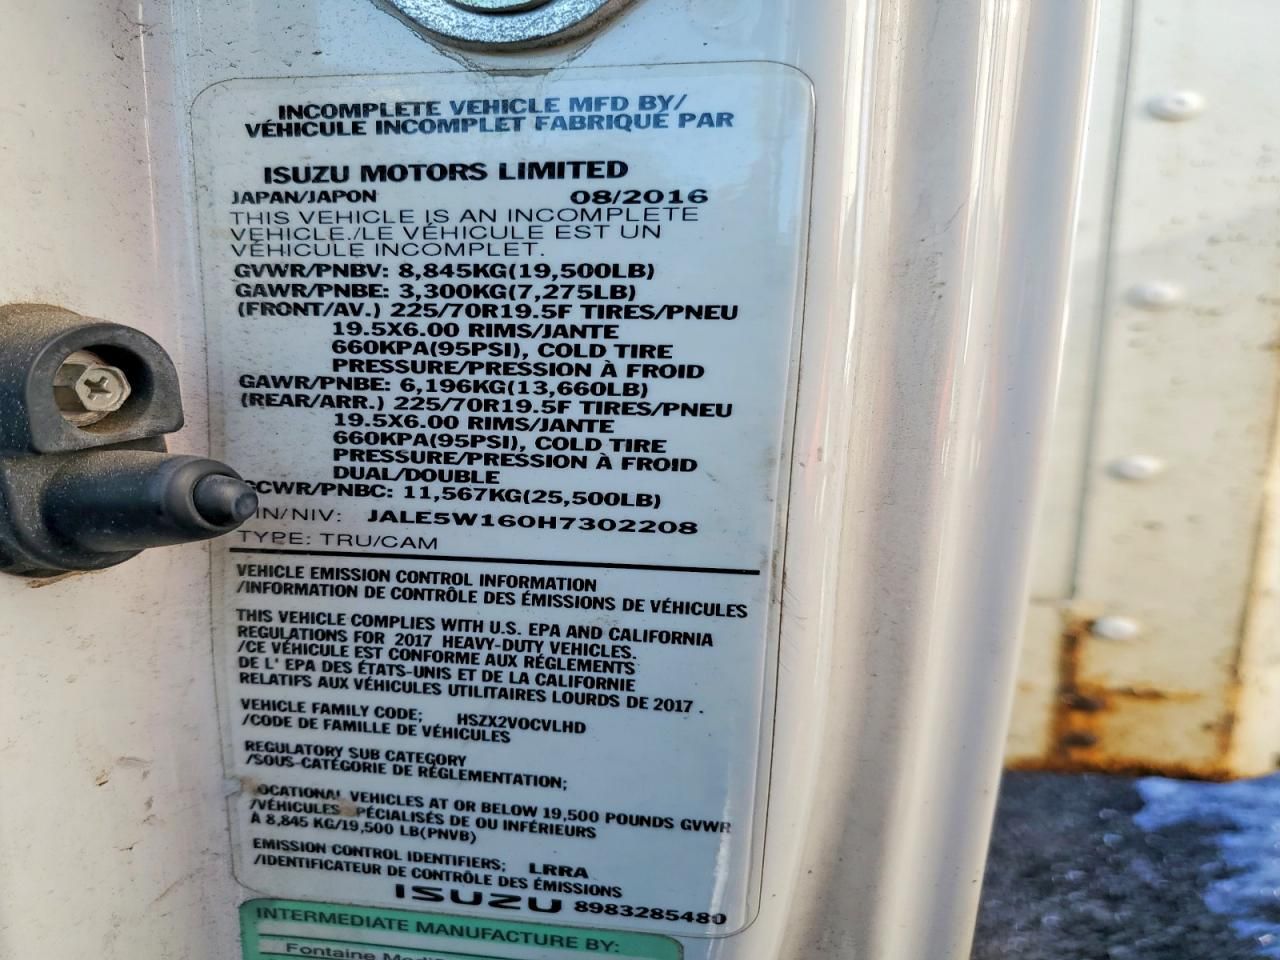 INCOMPLETE VEHICLE MFD BY/
VÉHICULE INCOMPLET FABRIQUÉ PAR
ISUZU MOTORS LIMITED
JAPAN/JAPON 08/2016
THIS VEHICLE IS AN INCOMPLETE
VEHICLE./LE VÉHICULE EST UN
VÉHICULE INCOMPLET.
GVWR/PNBV: 8,845KG(19,500LB)
GAWR/PNBE: 3,300KG(7,275LB)
(FRONT/AV.) 225/70R19.5F TIRES/PNEU
19.5X6.00 RIMS/JANTE
660KPA(95PSI), COLD TIRE
PRESSURE/PRESSION À FROID
GAWR/PNBE: 6,196KG(13,660LB)
(REAR/ARR.) 225/70R19.5F TIRES/PNEU
19.5X6.00 RIMS/JANTE
660KPA(95PSI), COLD TIRE
PRESSURE/PRESSION À FROID
DUAL/DOUBLE
GCWR/PNBC: 11,567KG(25,500LB)
IN/NIV: JALE5W160H7302208
TYPE: TRU/CAM
VEHICLE EMISSION CONTROL INFORMATION
/INFORMATION DE CONTRÔLE DES ÉMISSIONS DE VÉHICULES
THIS VEHICLE COMPLIES WITH U.S. EPA AND CALIFORNIA
REGULATIONS FOR 2017 HEAVY-DUTY VEHICLES.
/CE VÉHICULE EST CONFORME AUX RÉGLEMENTS
DE L' EPA DES ÉTATS-UNIS ET DE LA CALIFORNIE
RELATIFS AUX VÉHICULES UTILITAIRES LOURDS DE 2017 .
VEHICLE FAMILY CODE; HSZX2VOCVLHD
/CODE DE FAMILLE DE VÉHICULES
REGULATORY SUB CATEGORY
/SOUS-CATÉGORIE DE RÉGLEMENTATION;
OCATIONAL VEHICLES AT OR BELOW 19,500 POUNDS GVWR
/VÉHICULES PÉCIALISÉS DE OU INFÉRIEURS
À 8,845 KG/19,500 LB(PNVB)
EMISSION CONTROL IDENTIFIERS; LRRA
/IDENTIFICATEUR DE CONTRÔLE DES ÉMISSIONS
ISUZU 8983285480
INTERMEDIATE MANUFACTURE BY:
Fontaine